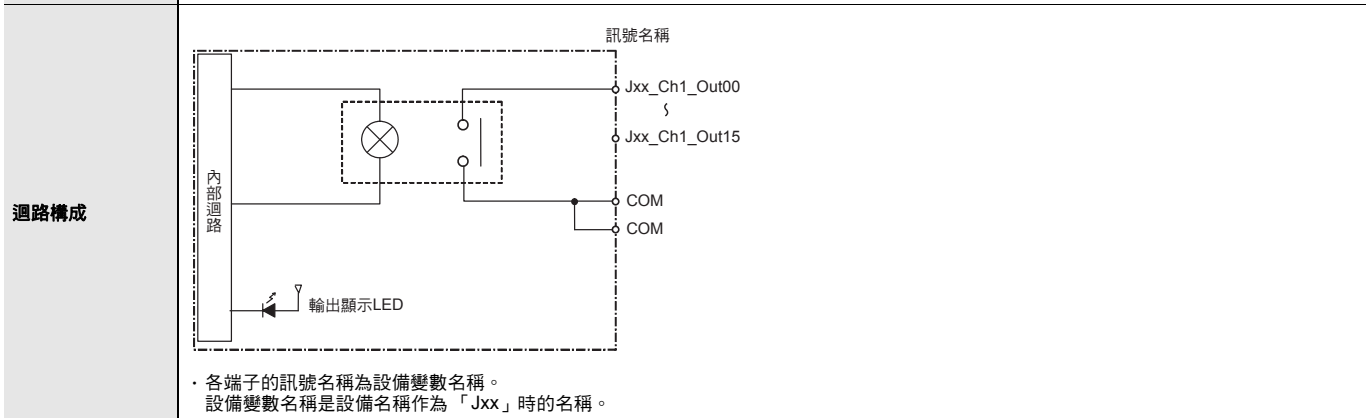 訊號名稱
Jxx_Ch1_Out00
〜
Jxx_Ch1_Out15
內部迴路
迴路構成
COM
COM
輸出顯示LED
・各端子的訊號名稱為設備變數名稱。
設備變數名稱是設備名稱作為「Jxx」時的名稱。